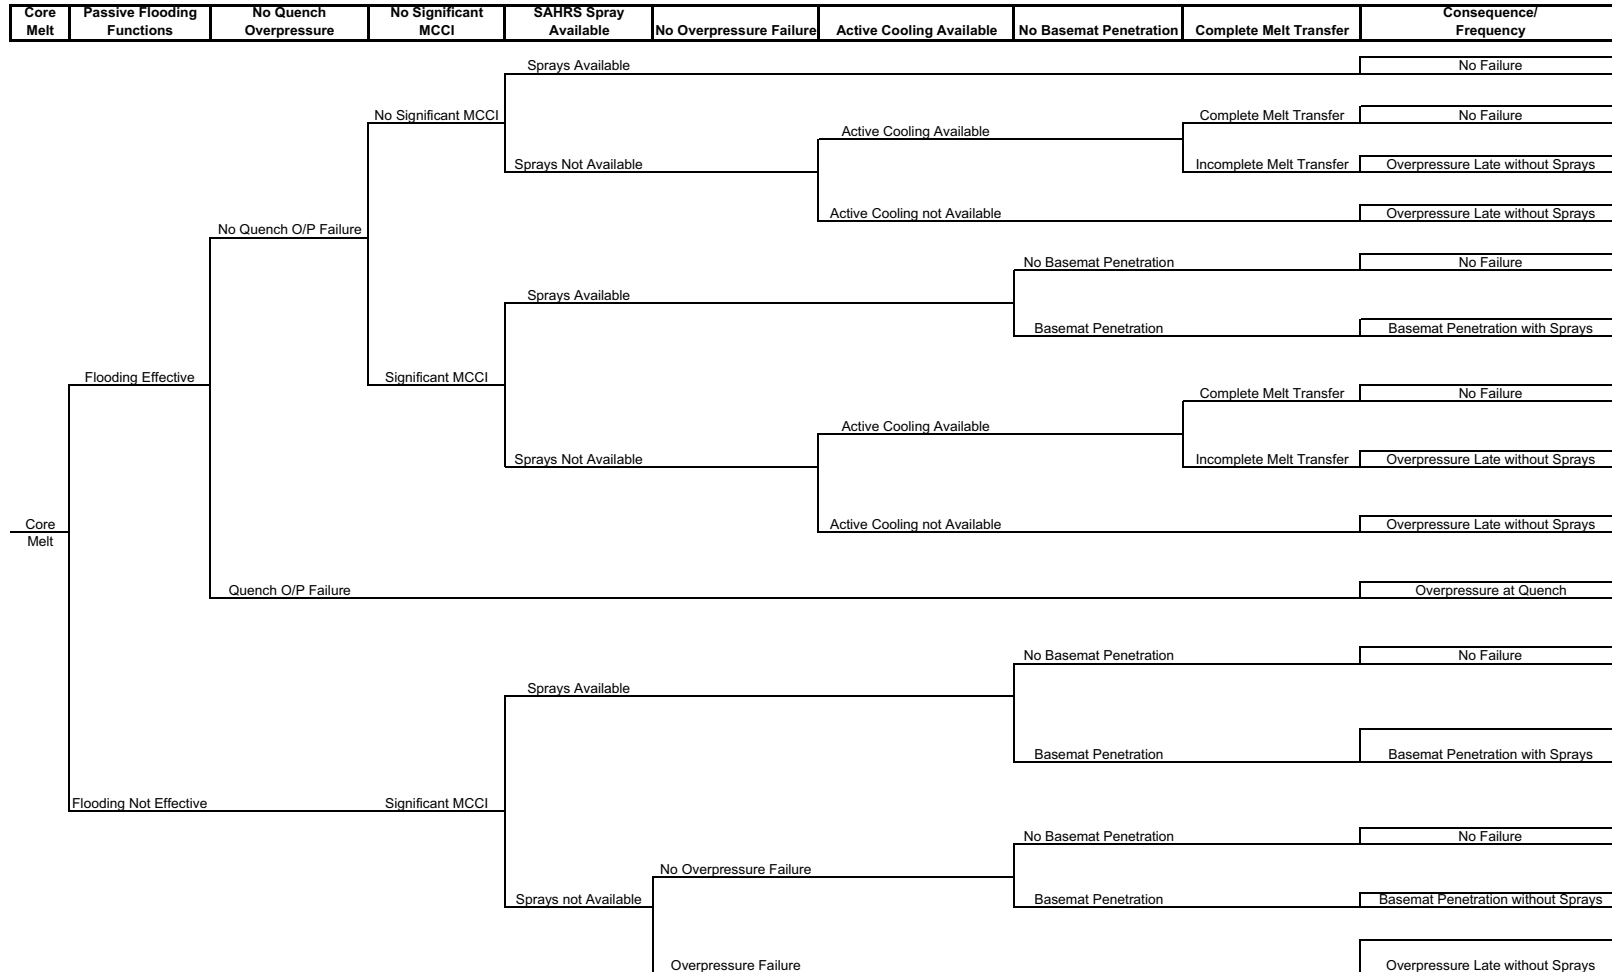 Core Melt
Passive Flooding Functions
No Quench Overpressure
No Significant MCCI
SAHRS Spray Available
No Overpressure Failure
Active Cooling Available
No Basemat Penetration
Complete Melt Transfer
Consequence/ Frequency
Sprays Available
No Failure
No Significant MCCI
Complete Melt Transfer
No Failure
Active Cooling Available
Sprays Not Available
Incomplete Melt Transfer
Overpressure Late without Sprays
Active Cooling not Available
Overpressure Late without Sprays
No Quench O/P Failure
No Basemat Penetration
No Failure
Sprays Available
Basemat Penetration
Basemat Penetration with Sprays
Flooding Effective
Significant MCCI
Complete Melt Transfer
No Failure
Active Cooling Available
Sprays Not Available
Incomplete Melt Transfer
Overpressure Late without Sprays
Core
Melt
Active Cooling not Available
Overpressure Late without Sprays
Quench O/P Failure
Overpressure at Quench
No Basemat Penetration
No Failure
Sprays Available
Basemat Penetration
Basemat Penetration with Sprays
Flooding Not Effective
Significant MCCI
No Basemat Penetration
No Failure
No Overpressure Failure
Sprays not Available
Basemat Penetration
Basemat Penetration without Sprays
Overpressure Failure
Overpressure Late without Sprays